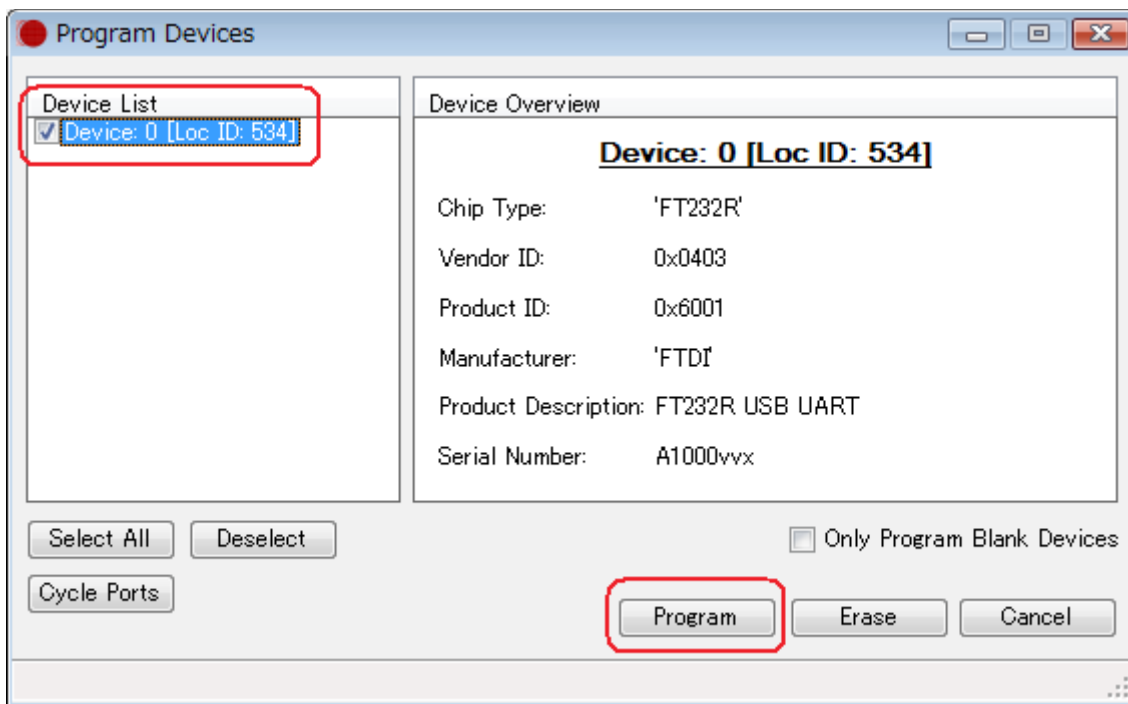 Program Devices
Device List
Device: 0 [Loc ID: 534]
Device Overview
Device: 0 [Loc ID: 534]
Chip Type: 'FT232R'
Vendor ID: 0x0403
Product ID: 0x6001
Manufacturer: 'FTDI'
Product Description: FT232R USB UART
Serial Number: A1000vvx
Select All Deselect
Only Program Blank Devices
Cycle Ports
Program Erase Cancel